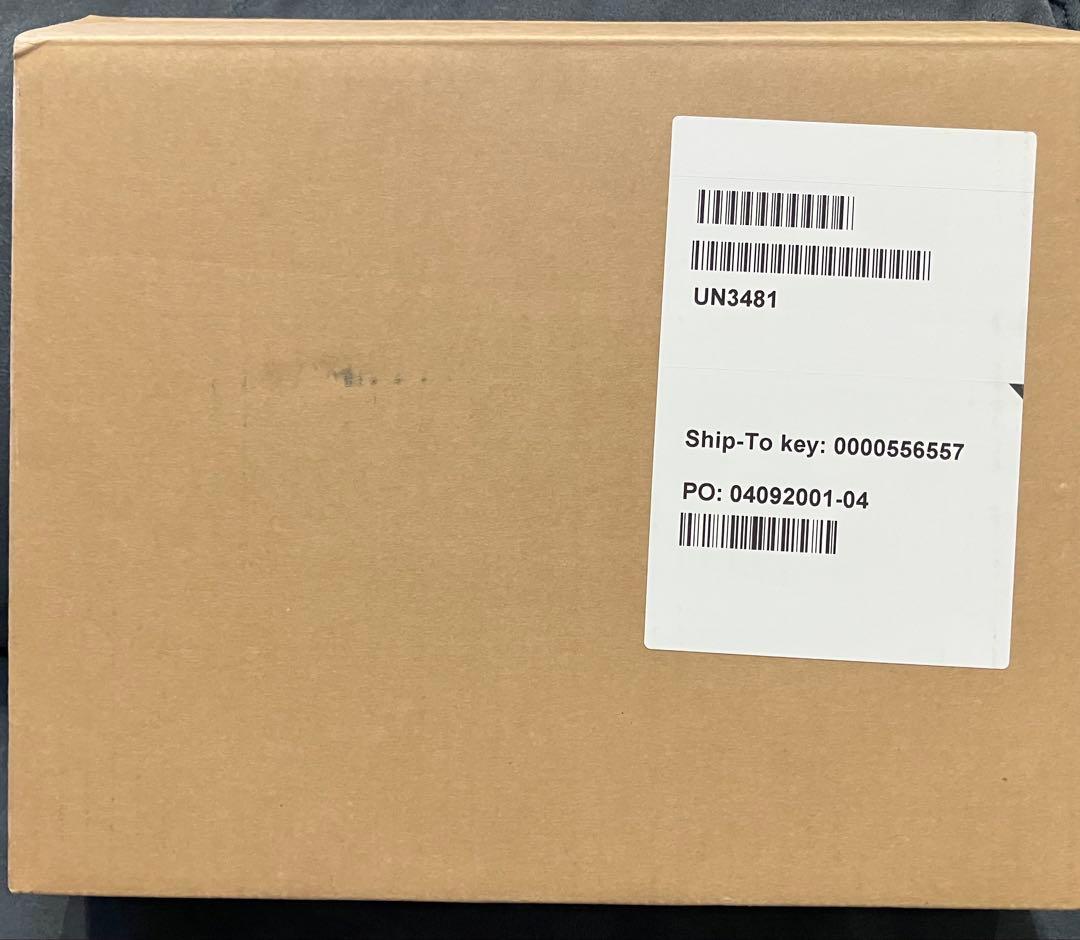 UN3481
Ship-To key: 0000556557
PO: 04092001-04